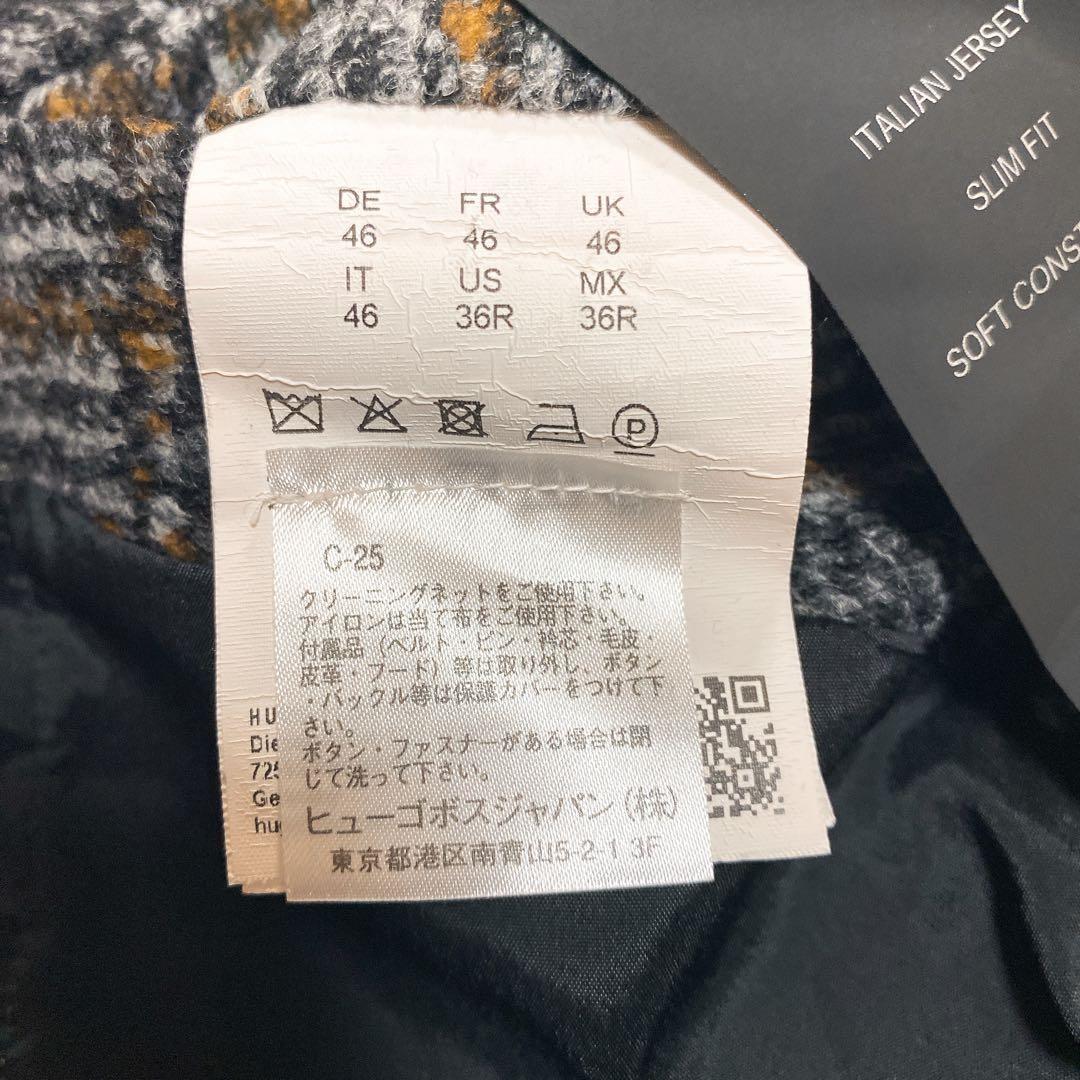 ITALIAN JERSEY
SLIM FIT
SOFT CONST
DE FR UK
46 46 46
IT US MX
46 36R 36R
P
C-25
クリーニングネットをご使用下さい。
アイロンは当て布をご使用下さい。
付属品（ベルト・ピン・衿芯・毛皮・
皮革・フード）等は取り外し、ボタン
・バックル等は保護カバーをつけて下
さい。
ボタン・ファスナーがある場合は閉
じて洗って下さい。
ヒューゴボスジャパン（株）
東京都港区南青山5-2-1 3F
HU
Die
725
Ge
hu